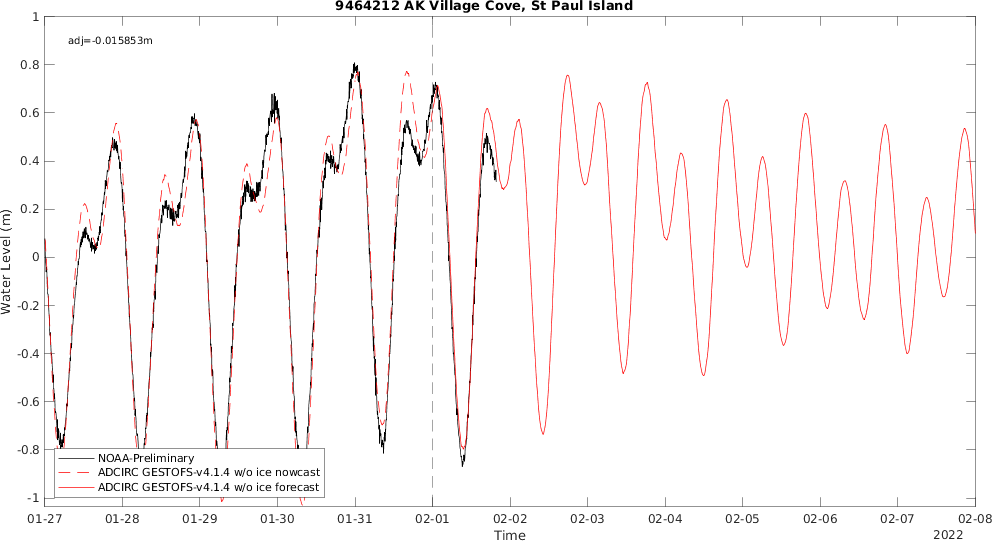 9464212 AK Village Cove, St Paul Island
adj=-0.015853m
Water Level (m)
1
0.8
0.6
0.4
0.2
0
-0.2
-0.4
-0.6
-0.8
-1
NOAA-Preliminary
ADCIRC GESTOFS-v4.1.4 w/o ice nowcast
ADCIRC GESTOFS-v4.1.4 w/o ice forecast
01-27 01-28 01-29 01-30 01-31 02-01 02-02 02-03 02-04 02-05 02-06 02-07 02-08
Time
2022